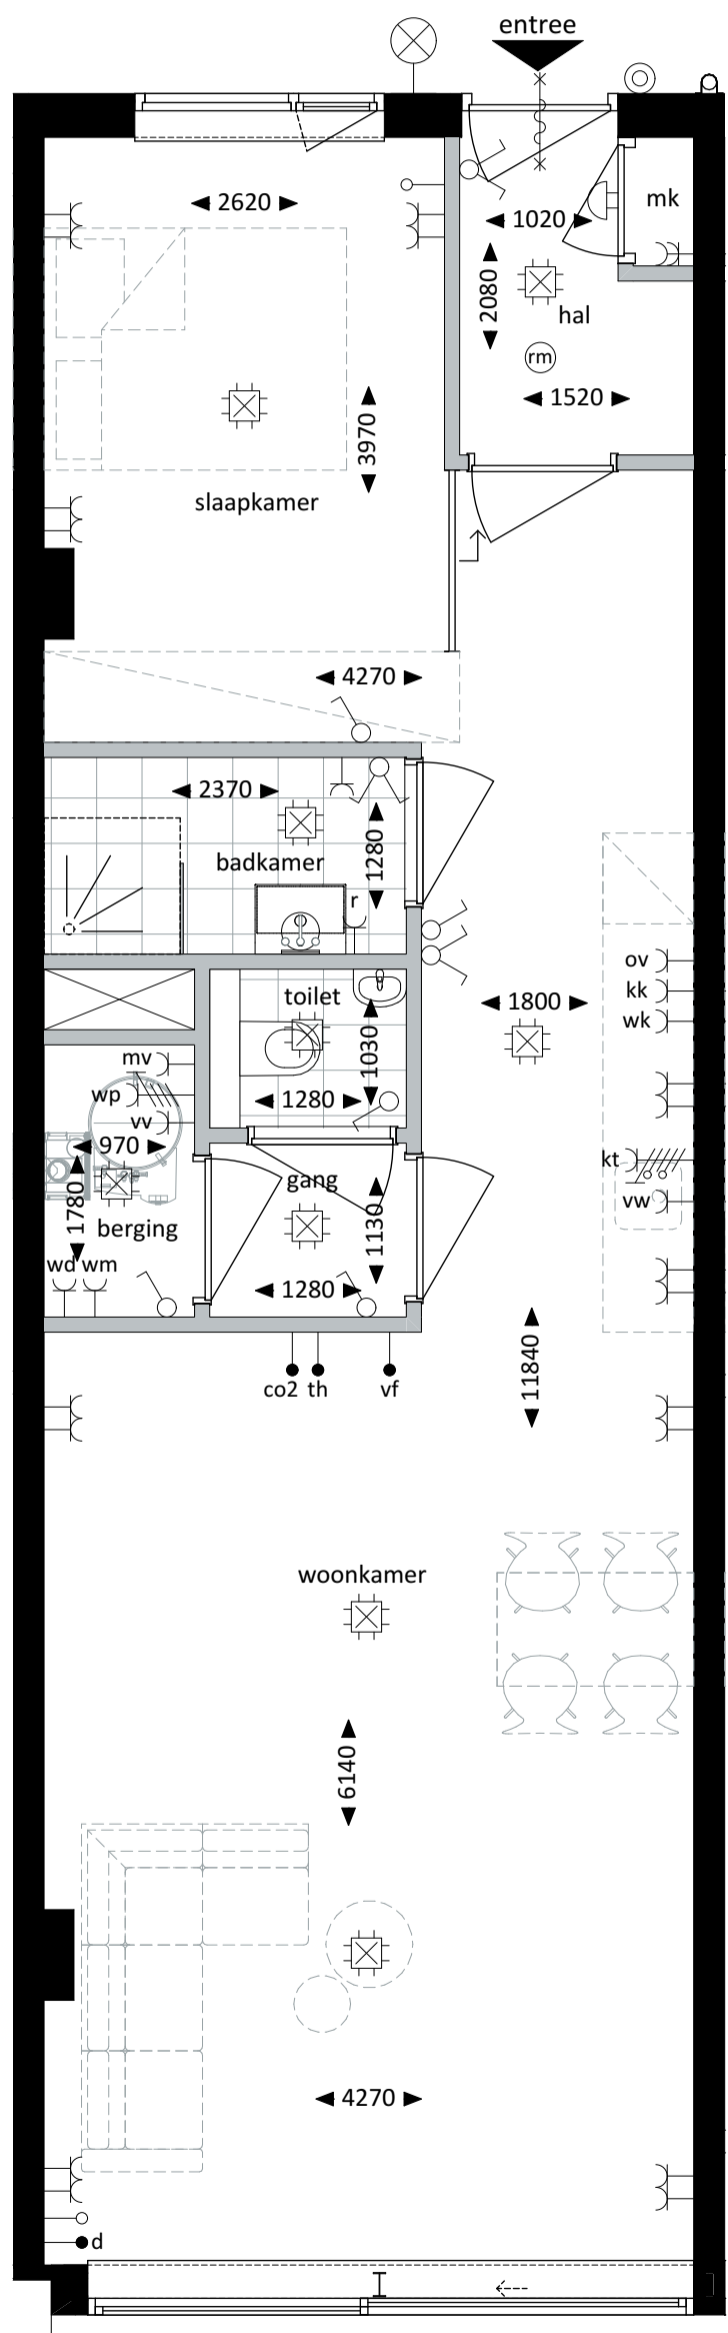 entree
2620
1020
mk
2080
hal
rm
1520
3970
slaapkamer
4270
2370
1280
badkamer
r
ov
kk
wk
toilet
1800
1030
mv
wp
1280
vv
970
kt
gang
vw
1780
1130
berging
wd wm
1280
11840
co2 th
vf
woonkamer
6140
4270
d